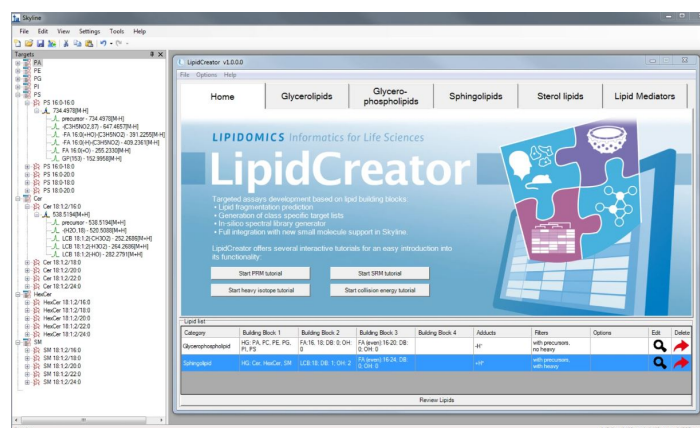 Skyline
File Edit View Settings Tools Help
Targets
PA
PE
PG
PI
PS
PS 16:0-16:0
734.4978[M-H]
precursor - 734.4978[M-H]
-(C3H5NO2,87) - 647.4657[M-H]
-FA 16:0(+HO)-(C3H5NO2) - 391.2255[M-H]
-FA 16:0(-H)-(C3H5NO2) - 409.2361[M-H]
FA 16:0(+O) - 255.2330[M-H]
GP(153) - 152.9958[M-H]
PS 16:0-18:0
PS 16:0-20:0
PS 18:0-18:0
PS 18:0-20:0
Cer
Cer 18:1;2/16:0
538.5194[M+H]
precursor - 538.5194[M+H]
-(H2O,18) - 520.5088[M+H]
LCB 18:1;2(-CH3O2) - 252.2686[M+H]
LCB 18:1;2(-H3O2) - 264.2686[M+H]
LCB 18:1;2(-HO) - 282.2791[M+H]
Cer 18:1;2/18:0
Cer 18:1;2/20:0
Cer 18:1;2/22:0
Cer 18:1;2/24:0
HexCer
HexCer 18:1;2/16:0
HexCer 18:1;2/18:0
HexCer 18:1;2/20:0
HexCer 18:1;2/22:0
HexCer 18:1;2/24:0
SM
SM 18:1;2/16:0
SM 18:1;2/18:0
SM 18:1;2/20:0
SM 18:1;2/22:0
SM 18:1;2/24:0
LipidCreator v1.0.0.0
File Options Help
Home Glycerolipids Glycero-phospholipids Sphingolipids Sterol lipids Lipid Mediators
LIPIDOMICS Informatics for Life Sciences
LipidCreator
Targeted assays development based on lipid building blocks:
• Lipid fragmentation prediction
• Generation of class specific target lists
• In-silico spectral library generator
• Full integration with new small molecule support in Skyline.
LipidCreator offers several interactive tutorials for an easy introduction into
its functionality:
Start PRM tutorial Start SRM tutorial
Start heavy isotope tutorial Start collision energy tutorial
Lipid list
Category Building Block 1 Building Block 2 Building Block 3 Building Block 4 Adducts Filters Options Edit Delete
Glycerophospholipid HG: PA, PC, PE, PG, PI, PS FA:16, 18; DB: 0; OH: 0 FA (even) 16-20; DB: 0; OH: 0 -H⁺ with precursors, no heavy
Sphingolipid HG: Cer, HexCer, SM LCB:18; DB: 1; OH: 2 FA (even) 16-24; DB: 0; OH: 0 +H⁺ with precursors, with heavy
Review Lipids